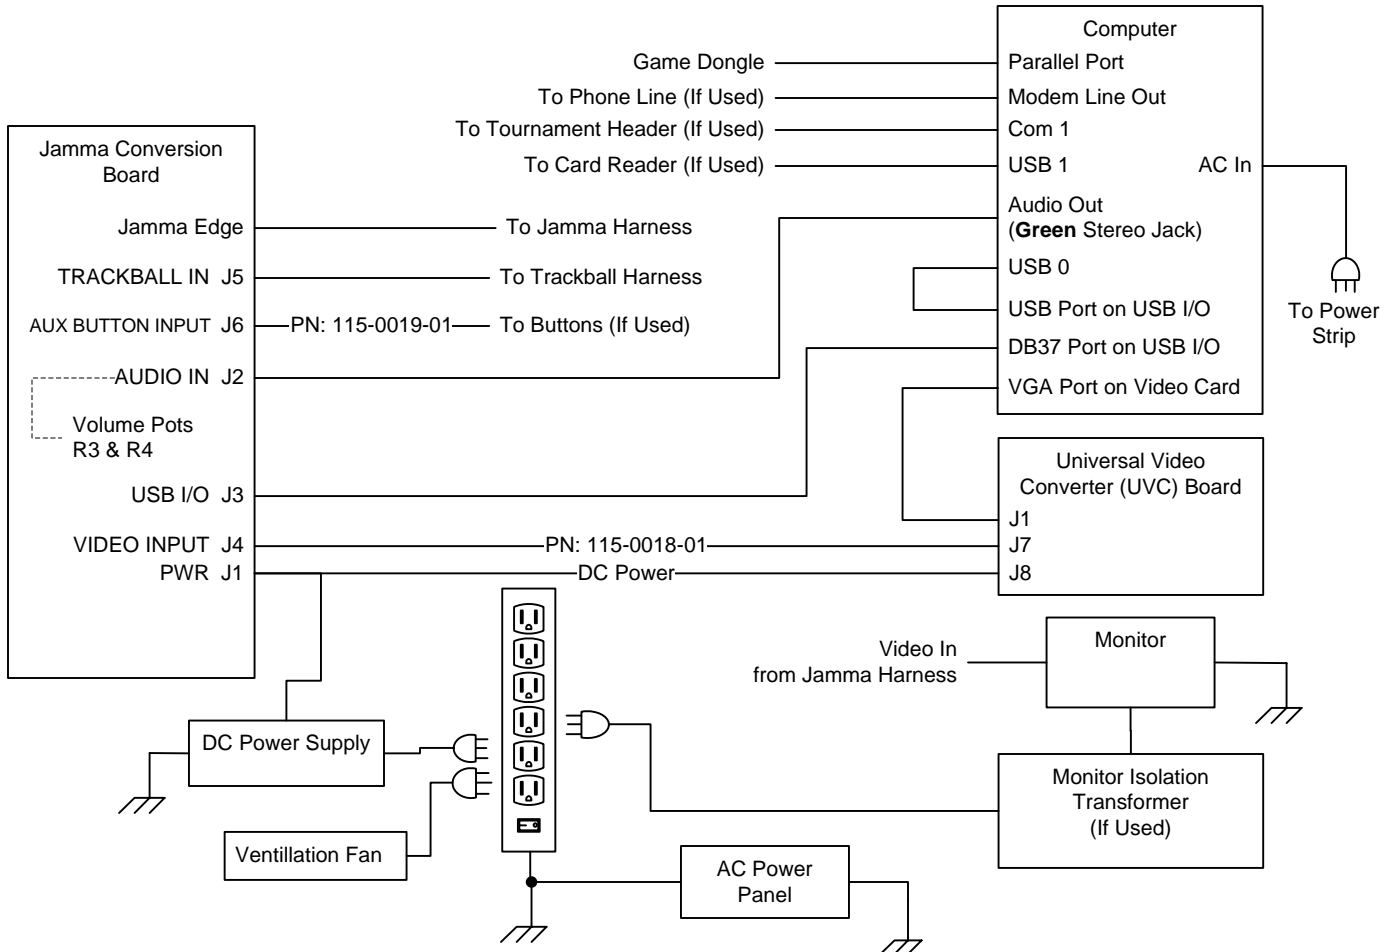 Computer
Game Dongle
Parallel Port
To Phone Line (If Used)
Modem Line Out
To Tournament Header (If Used)
Com 1
To Card Reader (If Used)
USB 1
AC In
Audio Out
(Green Stereo Jack)
USB 0
USB Port on USB I/O
DB37 Port on USB I/O
VGA Port on Video Card
To Power
Strip
Jamma Conversion
Board
Jamma Edge
To Jamma Harness
TRACKBALL IN J5
To Trackball Harness
AUX BUTTON INPUT J6
PN: 115-0019-01
To Buttons (If Used)
AUDIO IN J2
Volume Pots
R3 & R4
USB I/O J3
VIDEO INPUT J4
PN: 115-0018-01
PWR J1
DC Power
Universal Video
Converter (UVC) Board
J1
J7
J8
Video In
from Jamma Harness
Monitor
DC Power Supply
Monitor Isolation
Transformer
(If Used)
Ventillation Fan
AC Power
Panel